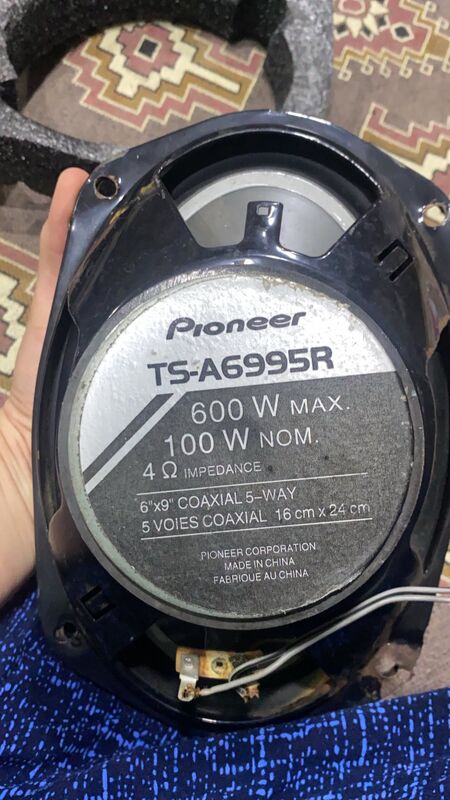 Pioneer
TS-A6995R
600 W MAX.
100 W NOM.
4 Ω IMPEDANCE
6"x9" COAXIAL 5-WAY
5 VOIES COAXIAL 16 cm x 24 cm
PIONEER CORPORATION
MADE IN CHINA
FABRIQUE AU CHINA